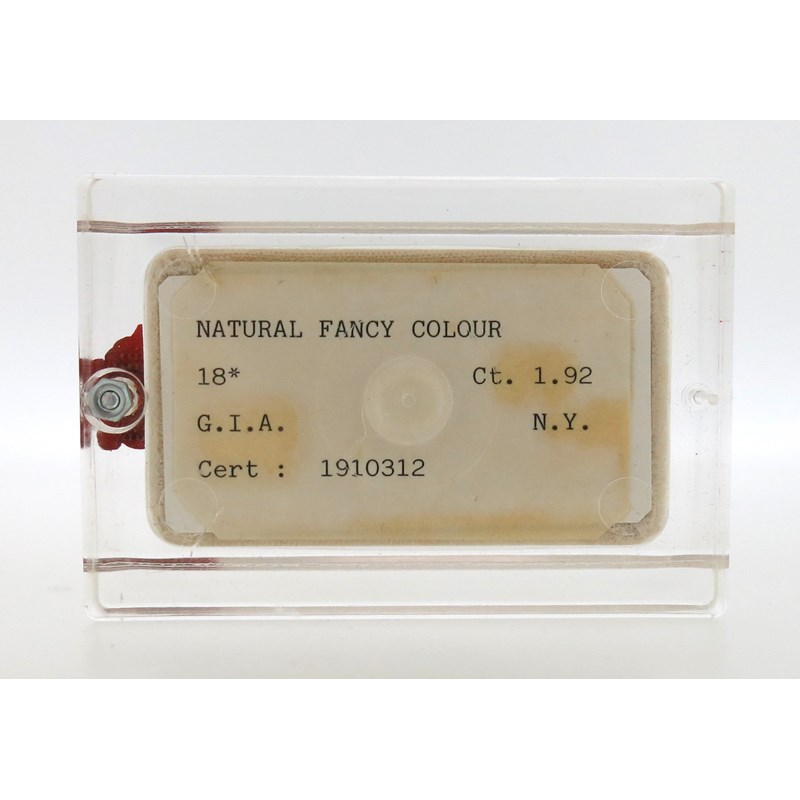 NATURAL FANCY COLOUR
18* Ct. 1.92
G.I.A. N.Y.
Cert : 1910312